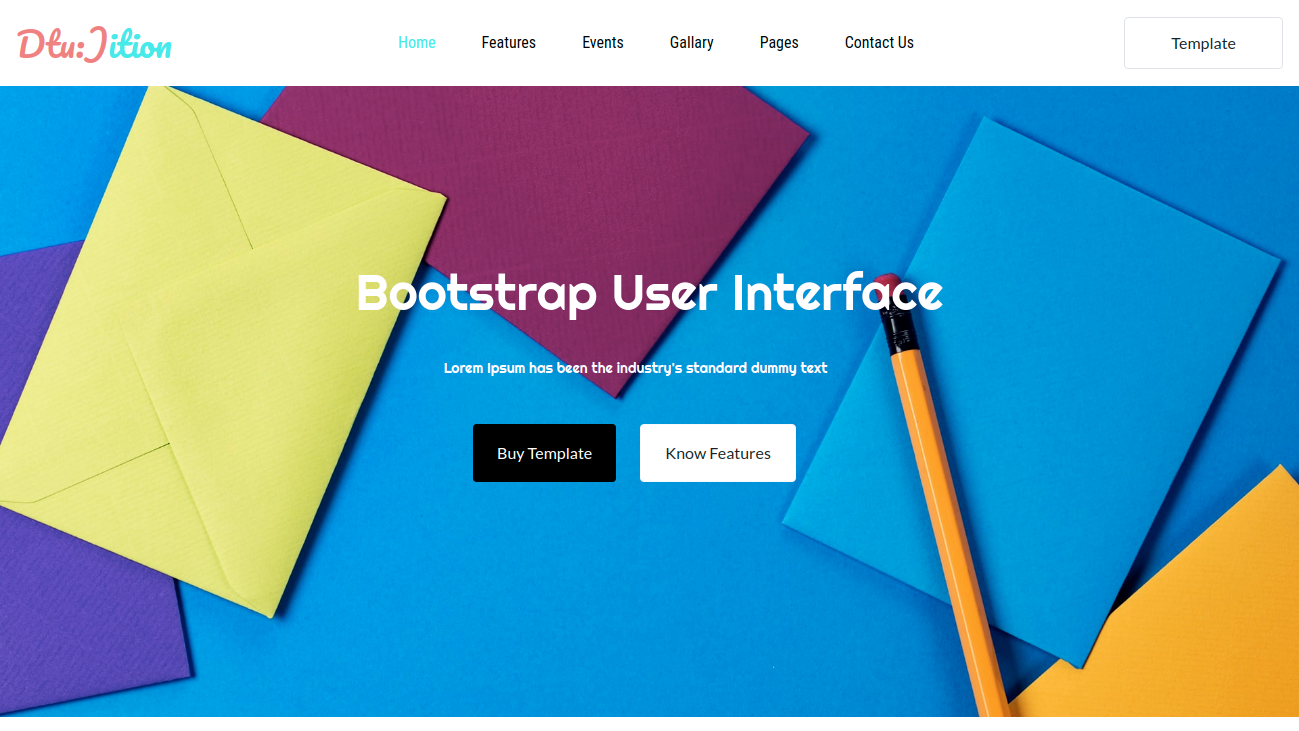 Dtu:Jition
Home Features Events Gallary Pages Contact Us
Template
Bootstrap User Interface
Lorem Ipsum has been the industry's standard dummy text
Buy Template Know Features